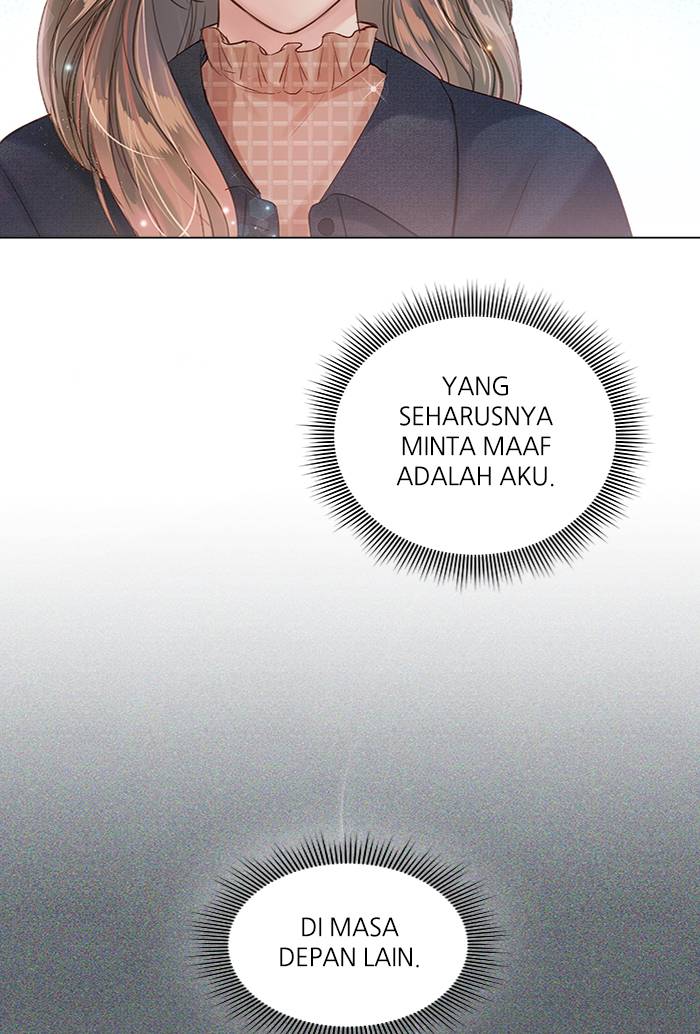 YANG
SEHARUSNYA
MINTA MAAF
ADALAH AKU.
DI MASA
DEPAN LAIN.